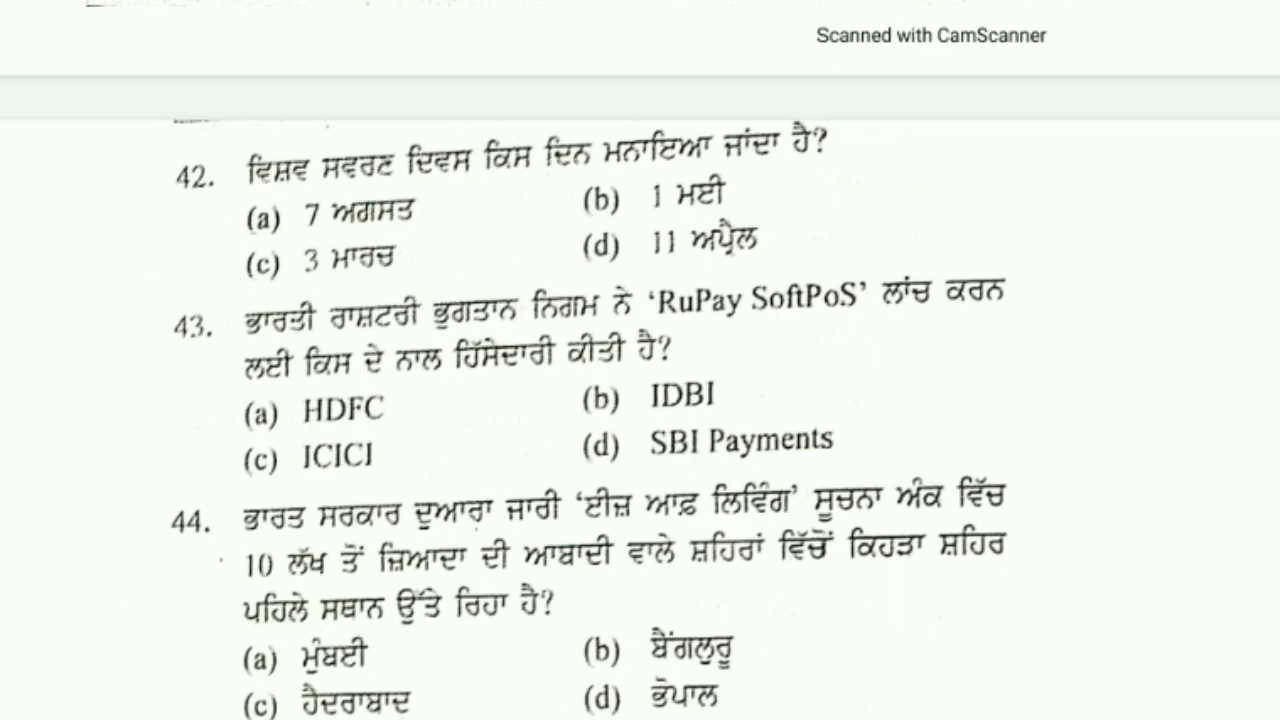 Scanned with CamScanner
42. ਵਿਸ਼ਵ ਸਵਰਣ ਦਿਵਸ ਕਿਸ ਦਿਨ ਮਨਾਇਆ ਜਾਂਦਾ ਹੈ?
(a) 7 ਅਗਸਤ (b) 1 ਮਈ
(c) 3 ਮਾਰਚ (d) 11 ਅਪ੍ਰੈਲ
43. ਭਾਰਤੀ ਰਾਸ਼ਟਰੀ ਭੁਗਤਾਨ ਨਿਗਮ ਨੇ ‘RuPay SoftPoS’ ਲਾਂਚ ਕਰਨ
ਲਈ ਕਿਸ ਦੇ ਨਾਲ ਹਿੱਸੇਦਾਰੀ ਕੀਤੀ ਹੈ?
(a) HDFC (b) IDBI
(c) ICICI (d) SBI Payments
44. ਭਾਰਤ ਸਰਕਾਰ ਦੁਆਰਾ ਜਾਰੀ ‘ਈਜ਼ ਆਫ਼ ਲਿਵਿੰਗ’ ਸੂਚਨਾ ਅੰਕ ਵਿੱਚ
10 ਲੱਖ ਤੋਂ ਜ਼ਿਆਦਾ ਦੀ ਆਬਾਦੀ ਵਾਲੇ ਸ਼ਹਿਰਾਂ ਵਿੱਚੋਂ ਕਿਹੜਾ ਸ਼ਹਿਰ
ਪਹਿਲੇ ਸਥਾਨ ਉੱਤੇ ਰਿਹਾ ਹੈ?
(a) ਮੁੰਬਈ (b) ਬੈਂਗਲੁਰੂ
(c) ਹੈਦਰਾਬਾਦ (d) ਭੋਪਾਲ